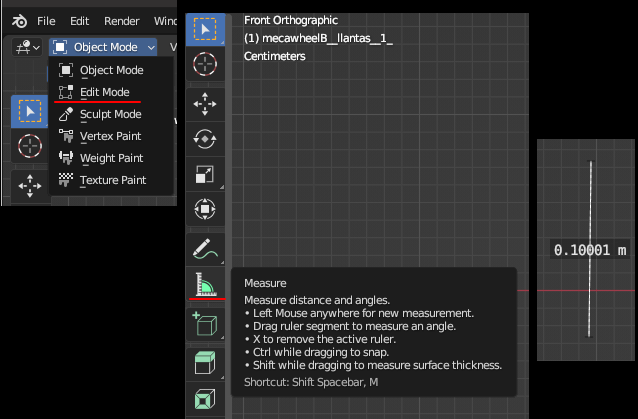 File Edit Render Wind
Object Mode
Object Mode
Edit Mode
Sculpt Mode
Vertex Paint
Weight Paint
Texture Paint
Front Orthographic
(1) mecawheelB__llantas__1_
Centimeters
Measure
Measure distance and angles.
• Left Mouse anywhere for new measurement.
• Drag ruler segment to measure an angle.
• X to remove the active ruler.
• Ctrl while dragging to snap.
• Shift while dragging to measure surface thickness.
Shortcut: Shift Spacebar, M
0.10001 m